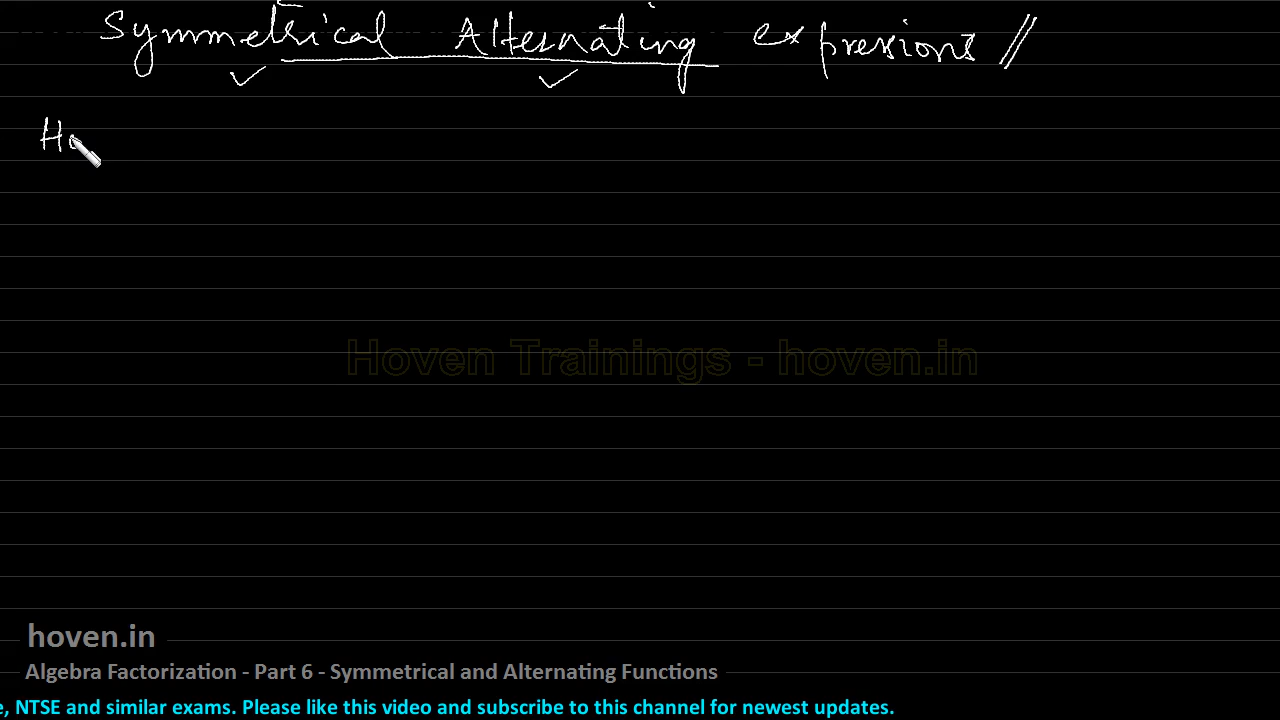 Symmetrical Alternating expressions //
Ho
Hoven Trainings - hoven.in
hoven.in
Algebra Factorization - Part 6 - Symmetrical and Alternating Functions
e, NTSE and similar exams. Please like this video and subscribe to this channel for newest updates.